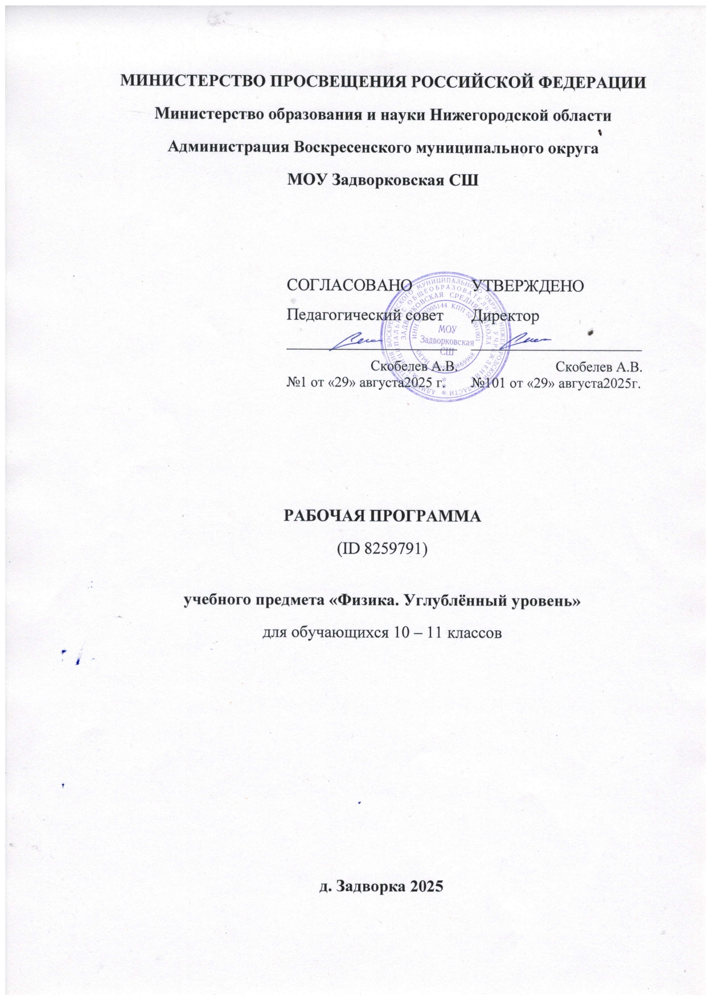 МИНИСТЕРСТВО ПРОСВЕЩЕНИЯ РОССИЙСКОЙ ФЕДЕРАЦИИ
Министерство образования и науки Нижегородской области
Администрация Воскресенского муниципального округа
МОУ Задворковская СШ
СОГЛАСОВАНО
Педагогический совет
Скобелев А.В.
№1 от «29» августа2025 г.
УТВЕРЖДЕНО
Директор
Скобелев А.В.
№101 от «29» августа2025г.
МОУ
Задворковская
СШ
РАБОЧАЯ ПРОГРАММА
(ID 8259791)
учебного предмета «Физика. Углублённый уровень»
для обучающихся 10 – 11 классов
д. Задворка 2025